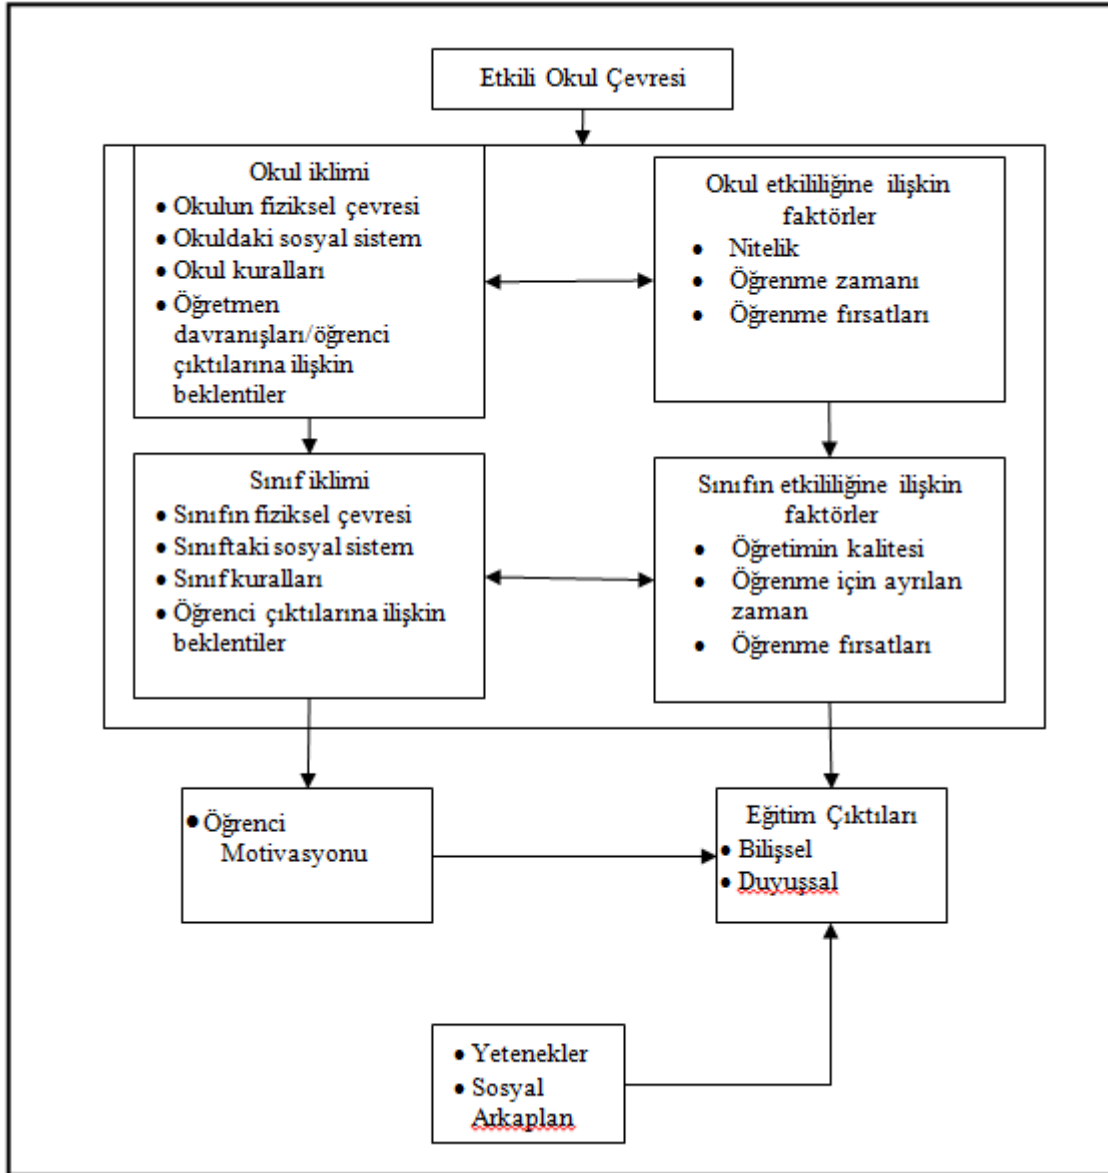 Etkili Okul Çevresi
Okul iklimi
• Okulun fiziksel çevresi
• Okuldaki sosyal sistem
• Okul kuralları
• Öğretmen
davranışları/öğrenci
çıktılarına ilişkin
beklentiler
Okul etkililiğine ilişkin
faktörler
• Nitelik
• Öğrenme zamanı
• Öğrenme fırsatları
Sınıf iklimi
• Sınıfın fiziksel çevresi
• Sınıftaki sosyal sistem
• Sınıf kuralları
• Öğrenci çıktılarına ilişkin
beklentiler
Sınıfın etkililiğine ilişkin
faktörler
• Öğretimin kalitesi
• Öğrenme için ayrılan
zaman
• Öğrenme fırsatları
• Öğrenci
Motivasyonu
Eğitim Çıktıları
• Bilişsel
• Duyuşsal
• Yetenekler
• Sosyal
Arkaplan